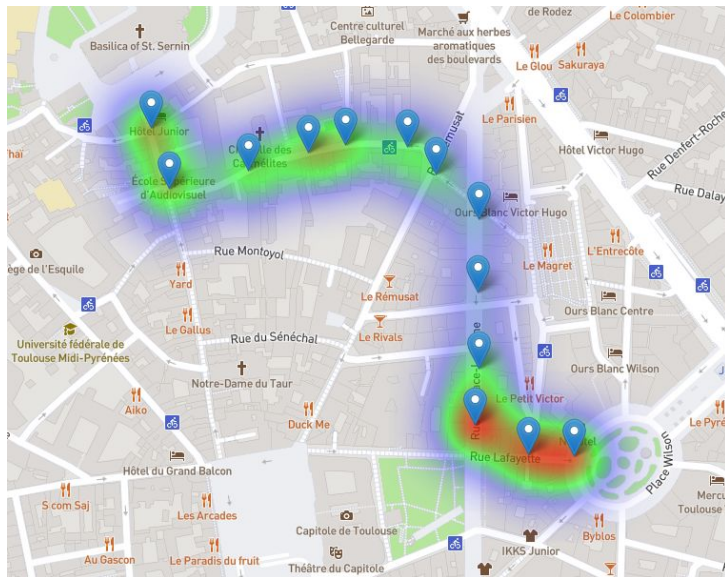 de Rodez
Le Colombier
Centre culturel
Bellegarde
Marché aux herbes
aromatiques
des boulevards
Basilica of St. Sernin
Le Glou
Sakuraya
Le Parisien
Hôtel Junior
Hôtel Victor Hugo
Rue Denfert-Roche
Rue Dalay
École Supérieure
d'Audiovisuel
Ours Blanc Victor Hugo
Rue Montoyol
L'Entrecôte
Le Magret
ège de l'Esquile
Yard
Le Rémusat
Ours Blanc Centre
Le Gallus
Rue du Sénéchal
Le Rivals
Université fédérale de
Toulouse Midi-Pyrénées
Ours Blanc Wilson
Notre-Dame du Taur
Le Petit Victor
Aiko
Duck Me
Le Pyré
Rue Lafayette
Place Wilson
Hôtel du Grand Balcon
Mercu
Toulouse
S com Saj
Les Arcades
Capitole de Toulouse
Byblos
IKKS Junior
Au Gascon
Le Paradis du fruit
Théâtre du Capitole